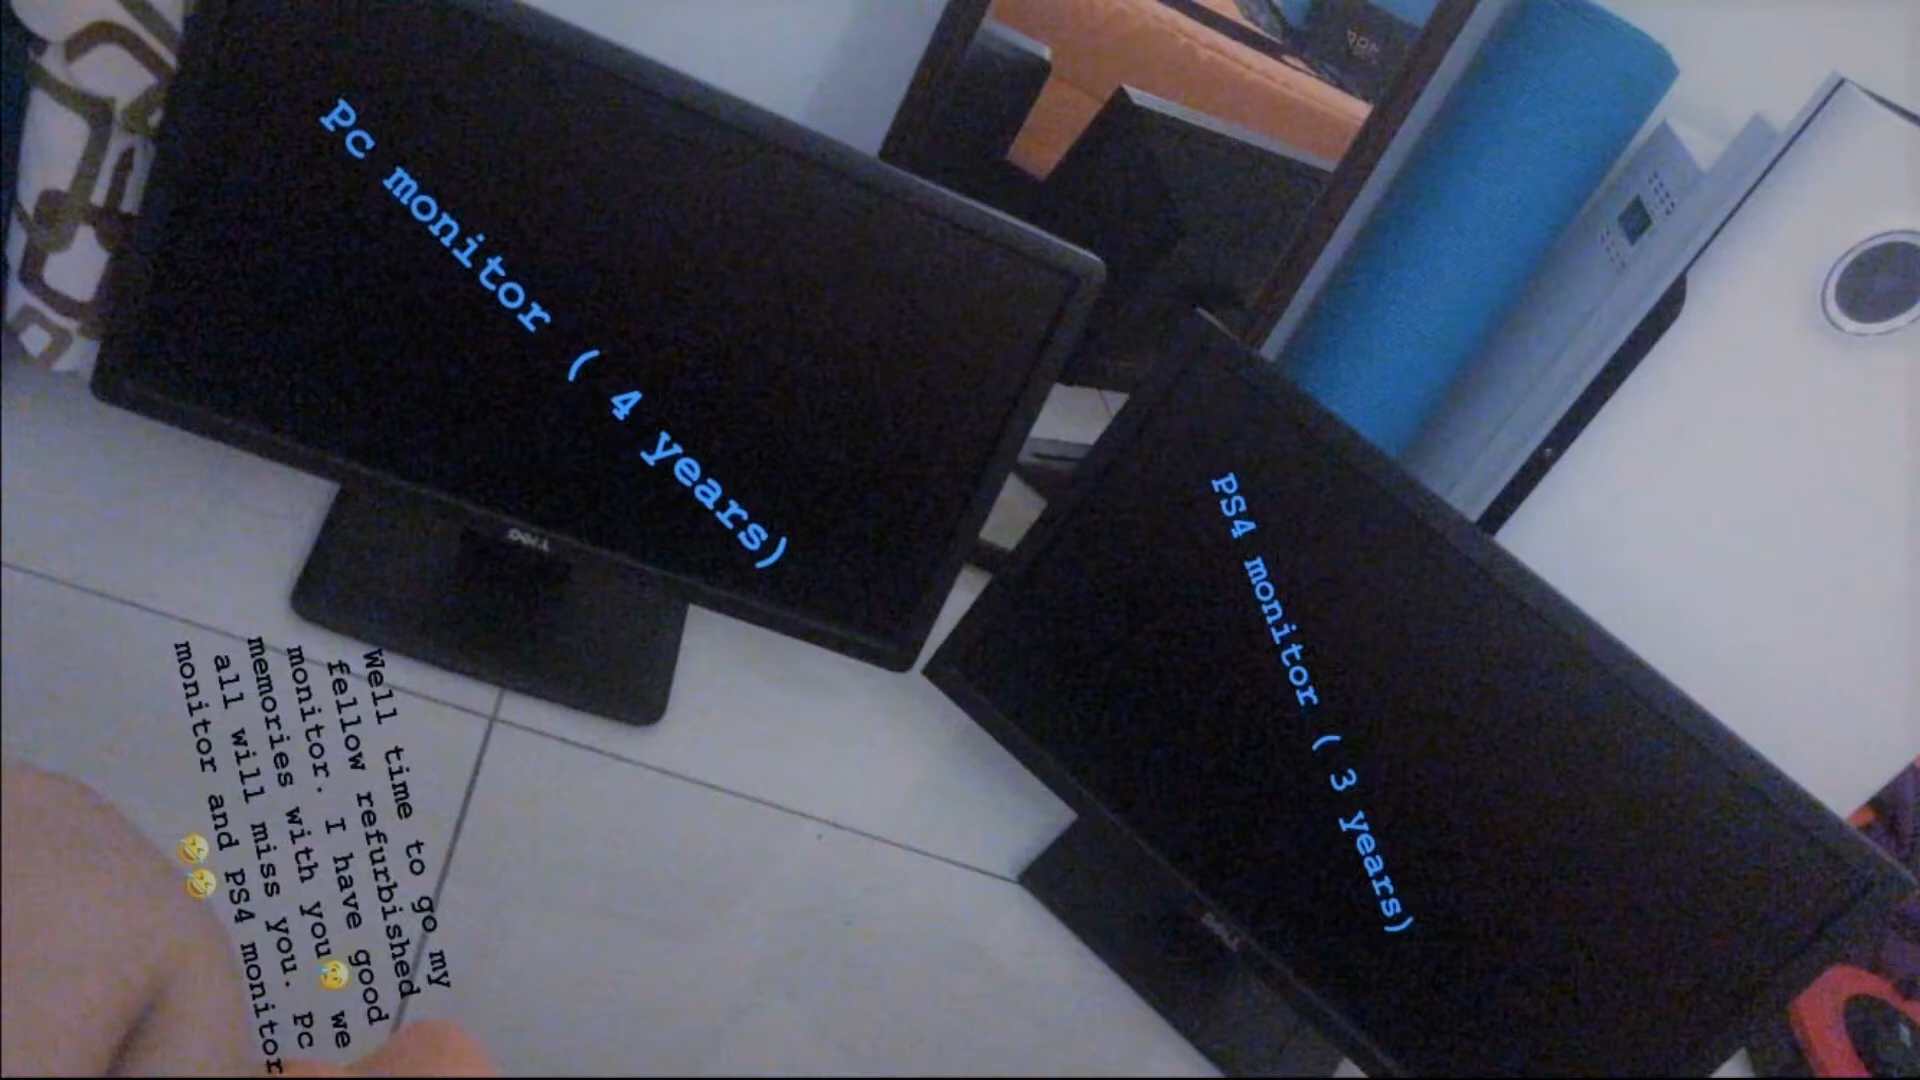 Pc monitor ( 4 years)
DELL
PS4 monitor ( 3 years)
DELL
Well time to go my
fellow refurbished
monitor. I have good
memories with you🥲 we
all will miss you. Pc
monitor and PS4 monitor
🤣🤣